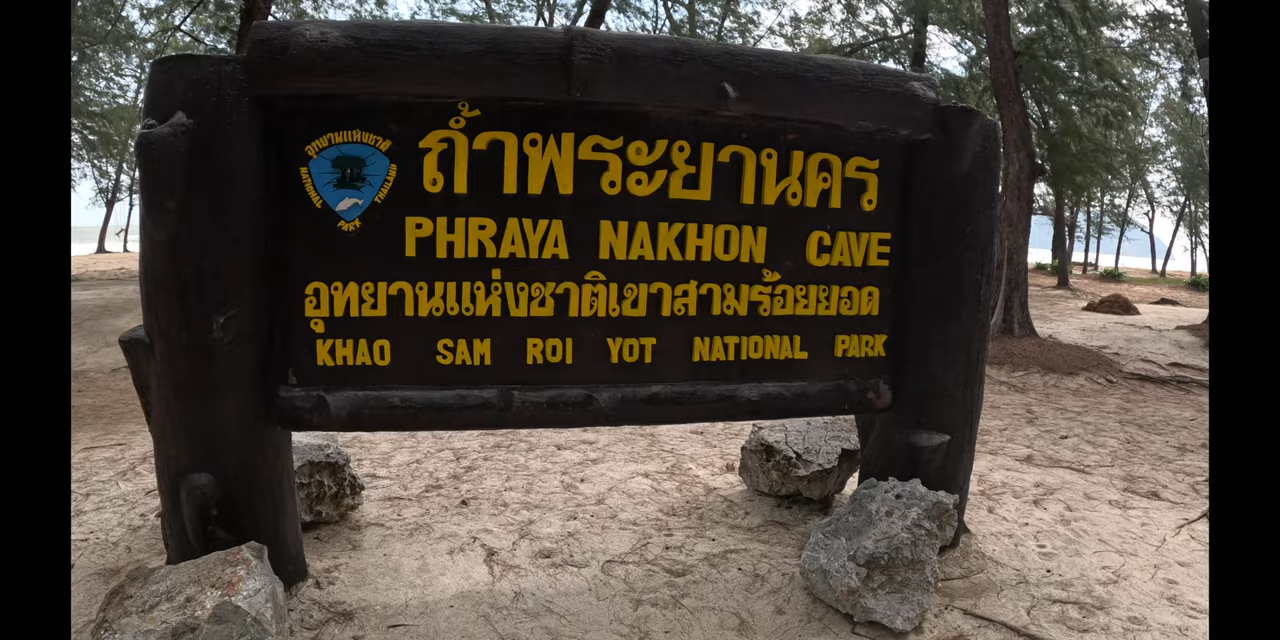 อุทยานแห่งชาติ
NATIONAL PARK THAILAND
ถ้ำพระยานคร
PHRAYA NAKHON CAVE
อุทยานแห่งชาติเขาสามร้อยยอด
KHAO SAM ROI YOT NATIONAL PARK